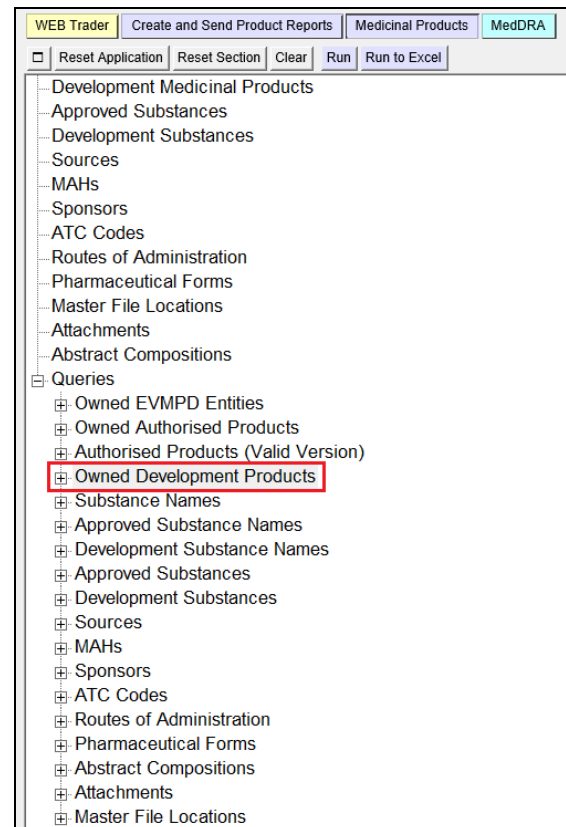 WEB Trader Create and Send Product Reports Medicinal Products MedDRA
Reset Application Reset Section Clear Run Run to Excel
Development Medicinal Products
Approved Substances
Development Substances
Sources
MAHs
Sponsors
ATC Codes
Routes of Administration
Pharmaceutical Forms
Master File Locations
Attachments
Abstract Compositions
Queries
Owned EVMPD Entities
Owned Authorised Products
Authorised Products (Valid Version)
Owned Development Products
Substance Names
Approved Substance Names
Development Substance Names
Approved Substances
Development Substances
Sources
MAHs
Sponsors
ATC Codes
Routes of Administration
Pharmaceutical Forms
Abstract Compositions
Attachments
Master File Locations